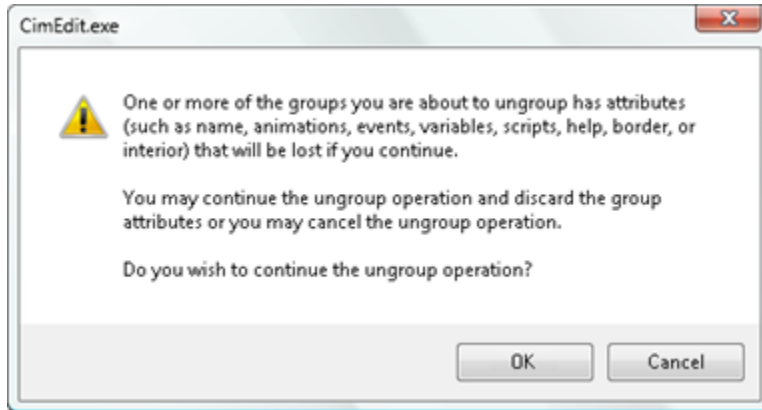 CimEdit.exe
One or more of the groups you are about to ungroup has attributes
(such as name, animations, events, variables, scripts, help, border, or
interior) that will be lost if you continue.
You may continue the ungroup operation and discard the group
attributes or you may cancel the ungroup operation.
Do you wish to continue the ungroup operation?
OK
Cancel